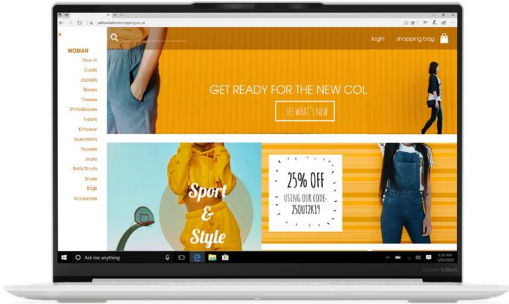 login
shopping bag
WOMAN
New In
Coats
Jackets
Blazers
Dresses
Shirts/Blouses
T-shirts
Knitwear
Sweatshirts
Trousers
Jeans
Skirts/Shorts
Shoes
Bags
Accessories
GET READY FOR THE NEW COL
SEE WHAT'S NEW
Sport
&
Style
25% OFF
USING OUR CODE-
25OUT2K19
Ask me anything
Carbon Edition